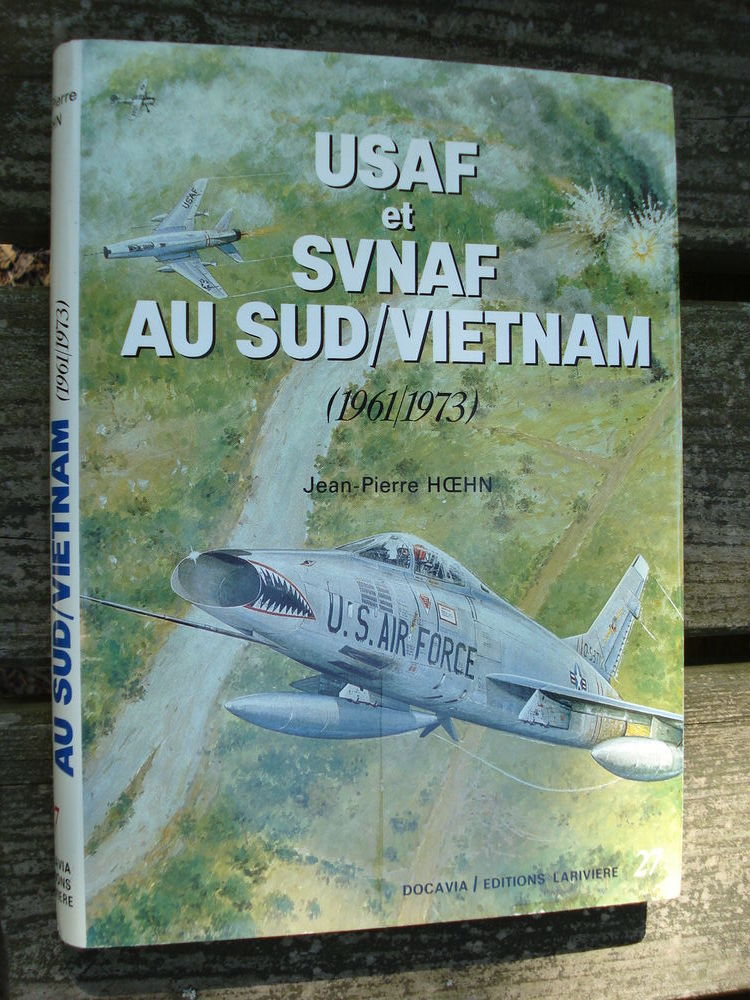 USAF
et
SVNAF
AU SUD/VIETNAM
(1961/1973)
Jean-Pierre HŒHN
USAF
U.S. AIR FORCE
DOCAVIA / EDITIONS LARIVIERE
27
AU SUD/VIETNAM (1961/1973)